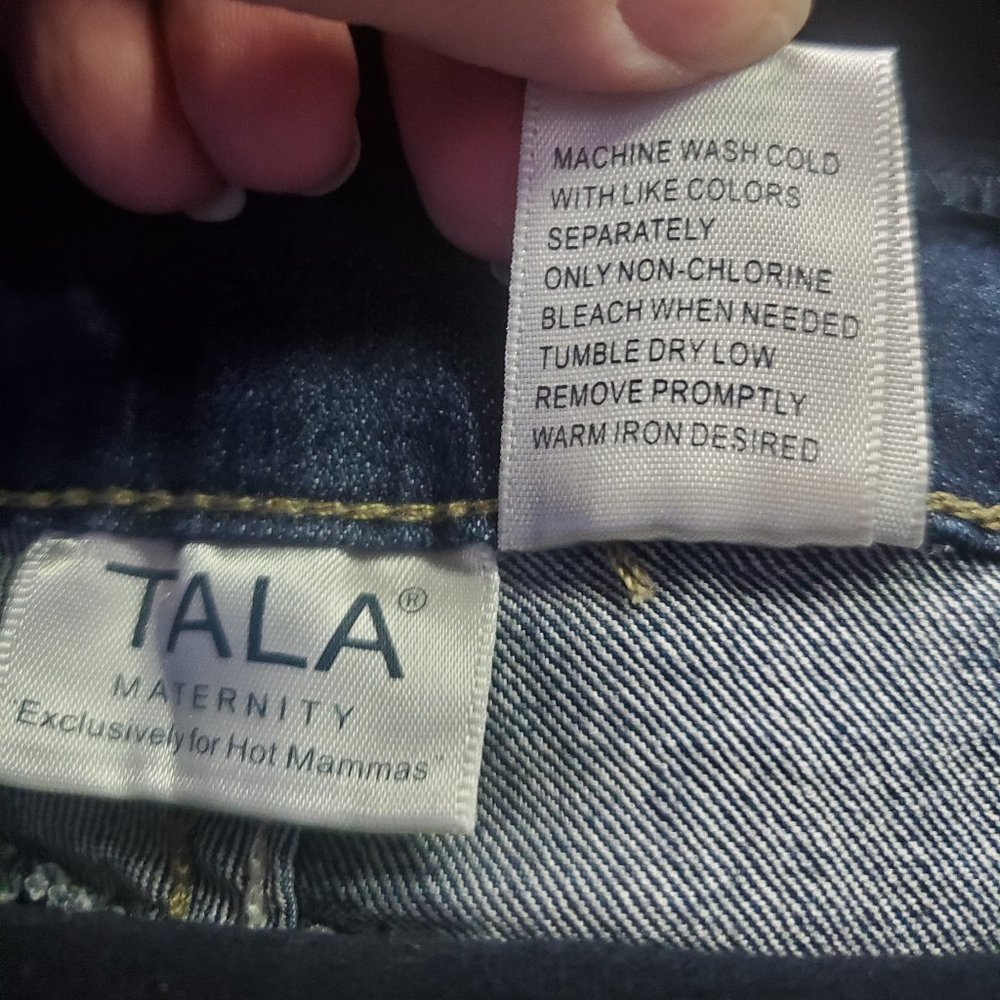 MACHINE WASH COLD
WITH LIKE COLORS
SEPARATELY
ONLY NON-CHLORINE
BLEACH WHEN NEEDED
TUMBLE DRY LOW
REMOVE PROMPTLY
WARM IRON DESIRED
TALA®
MATERNITY
"Exclusively for Hot Mammas"